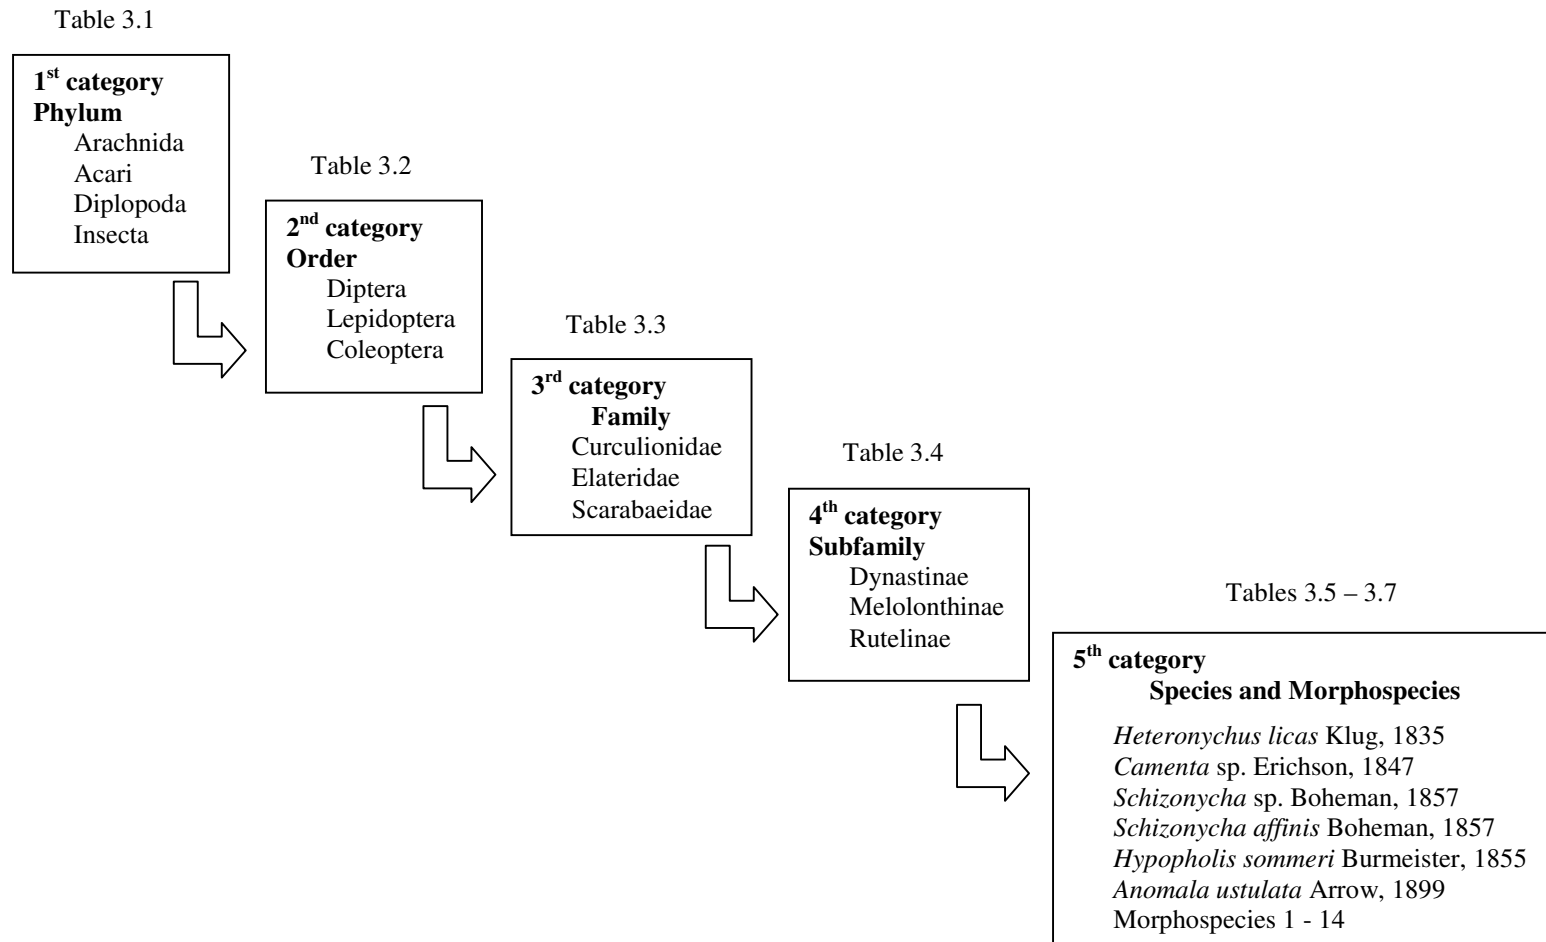 Table 3.1
1st category
Phylum
Arachnida
Acari
Diplopoda
Insecta
Table 3.2
2nd category
Order
Diptera
Lepidoptera
Coleoptera
Table 3.3
3rd category
Family
Curculionidae
Elateridae
Scarabaeidae
Table 3.4
4th category
Subfamily
Dynastinae
Melolonthinae
Rutelinae
Tables 3.5 – 3.7
5th category
Species and Morphospecies
Heteronychus licas Klug, 1835
Camenta sp. Erichson, 1847
Schizonycha sp. Boheman, 1857
Schizonycha affinis Boheman, 1857
Hypopholis sommeri Burmeister, 1855
Anomala ustulata Arrow, 1899
Morphospecies 1 - 14